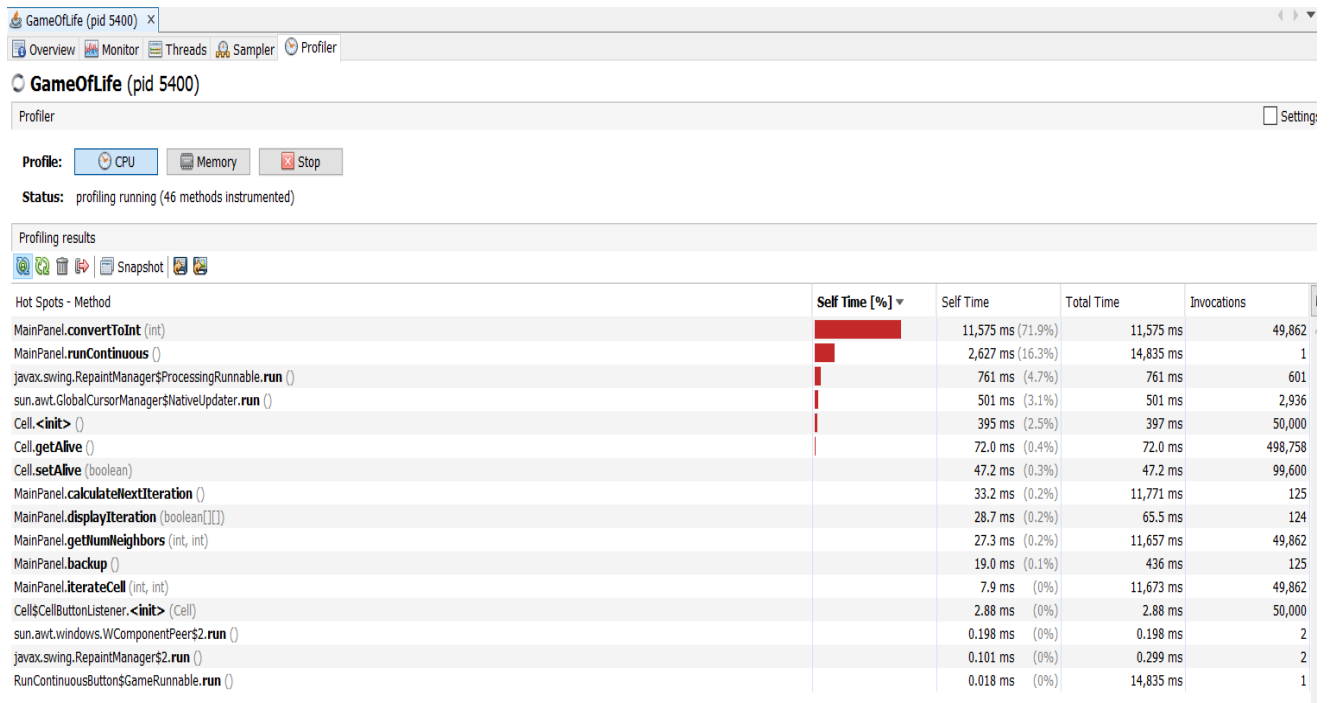 GameOfLife (pid 5400) ×
Overview Monitor Threads Sampler Profiler
GameOfLife (pid 5400)
Profiler Settings
Profile: CPU Memory Stop
Status: profiling running (46 methods instrumented)
Profiling results
Snapshot
Hot Spots - Method Self Time [%] Self Time Total Time Invocations
MainPanel.convertToInt (int) 11,575 ms (71.9%) 11,575 ms 49,862
MainPanel.runContinuous () 2,627 ms (16.3%) 14,835 ms 1
javax.swing.RepaintManager$ProcessingRunnable.run () 761 ms (4.7%) 761 ms 601
sun.awt.GlobalCursorManager$NativeUpdater.run () 501 ms (3.1%) 501 ms 2,936
Cell.<init> () 395 ms (2.5%) 397 ms 50,000
Cell.getAlive () 72.0 ms (0.4%) 72.0 ms 498,758
Cell.setAlive (boolean) 47.2 ms (0.3%) 47.2 ms 99,600
MainPanel.calculateNextIteration () 33.2 ms (0.2%) 11,771 ms 125
MainPanel.displayIteration (boolean[][]) 28.7 ms (0.2%) 65.5 ms 124
MainPanel.getNumNeighbors (int, int) 27.3 ms (0.2%) 11,657 ms 49,862
MainPanel.backup () 19.0 ms (0.1%) 436 ms 125
MainPanel.iterateCell (int, int) 7.9 ms (0%) 11,673 ms 49,862
Cell$CellButtonListener.<init> (Cell) 2.88 ms (0%) 2.88 ms 50,000
sun.awt.windows.WComponentPeer$2.run () 0.198 ms (0%) 0.198 ms 2
javax.swing.RepaintManager$2.run () 0.101 ms (0%) 0.299 ms 2
RunContinuousButton$GameRunnable.run () 0.018 ms (0%) 14,835 ms 1